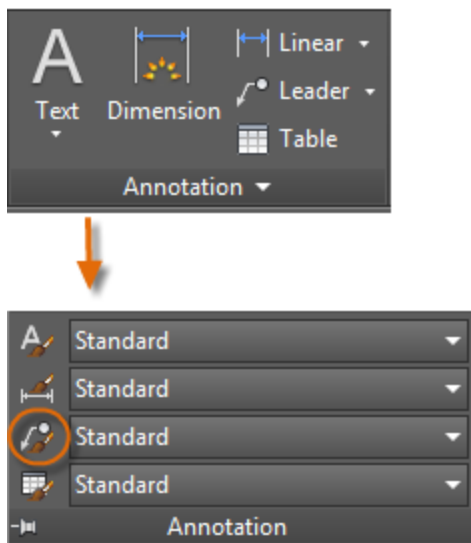 Linear
Leader
Text
Dimension
Table
Annotation
Standard
Standard
Standard
Standard
Annotation